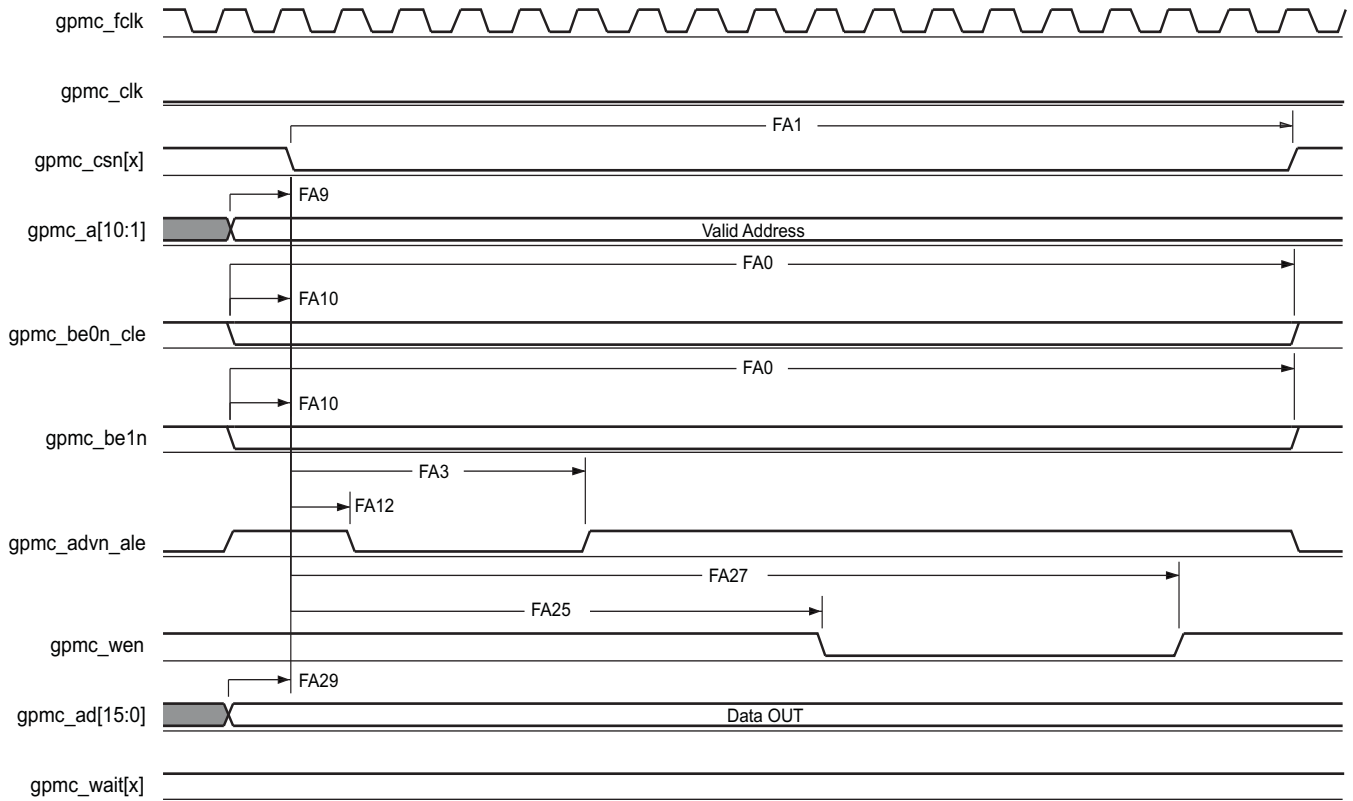 gpmc_fclk
gpmc_clk
FA1
gpmc_csn[x]
FA9
gpmc_a[10:1]
Valid Address
FA0
FA10
gpmc_be0n_cle
FA0
FA10
gpmc_be1n
FA3
FA12
gpmc_advn_ale
FA27
FA25
gpmc_wen
FA29
gpmc_ad[15:0]
Data OUT
gpmc_wait[x]